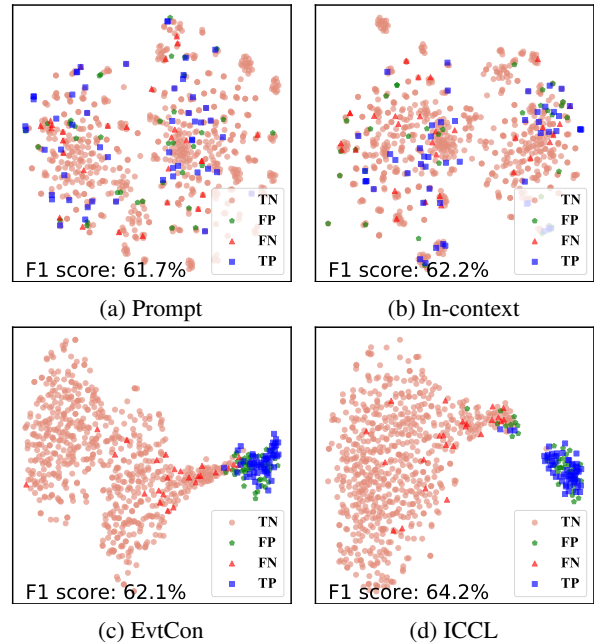 TN
FP
FN
TP
F1 score: 61.7%
(a) Prompt
TN
FP
FN
TP
F1 score: 62.2%
(b) In-context
TN
FP
FN
TP
F1 score: 62.1%
(c) EvtCon
TN
FP
FN
TP
F1 score: 64.2%
(d) ICCL